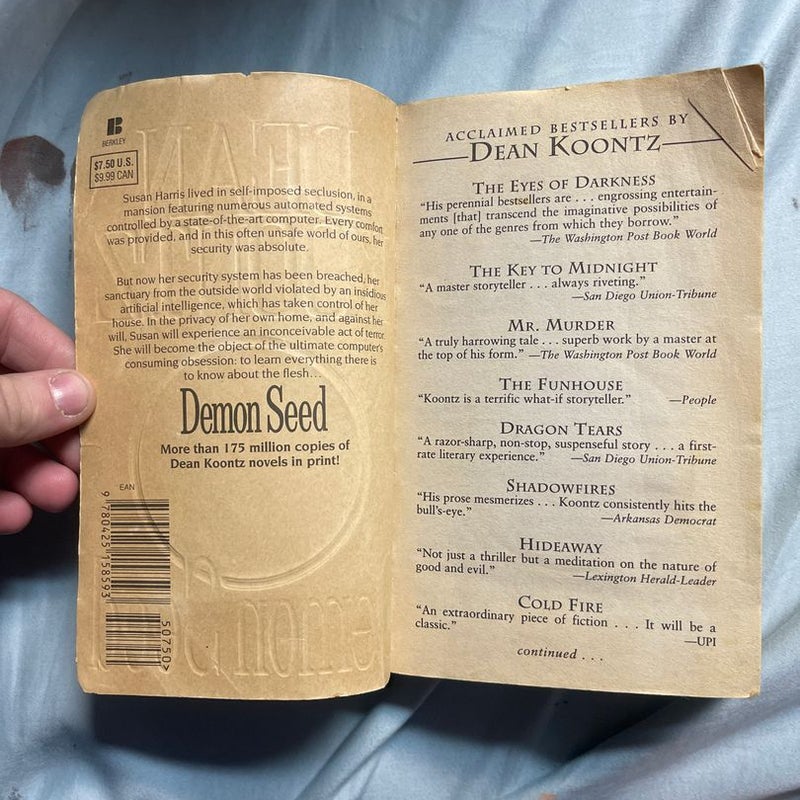 BERKLEY
$7.50 U.S.
$9.99 CAN
Susan Harris lived in self-imposed seclusion, in a
mansion featuring numerous automated systems
controlled by a state-of-the-art computer. Every comfort
was provided, and in this often unsafe world of ours, her
security was absolute.
But now her security system has been breached, her
sanctuary from the outside world violated by an insidious
artificial intelligence, which has taken control of her
house. In the privacy of her own home, and against her
will, Susan will experience an inconceivable act of terror.
She will become the object of the ultimate computer's
consuming obsession: to learn everything there is
to know about the flesh...
Demon Seed
More than 175 million copies of
Dean Koontz novels in print!
EAN
9 780425 158593
50750>
ACCLAIMED BESTSELLERS BY
DEAN KOONTZ
THE EYES OF DARKNESS
“His perennial bestsellers are . . . engrossing entertain-
ments [that] transcend the imaginative possibilities of
any one of the genres from which they borrow.”
—The Washington Post Book World
THE KEY TO MIDNIGHT
“A master storyteller . . . always riveting.”
—San Diego Union-Tribune
MR. MURDER
“A truly harrowing tale . . . superb work by a master at
the top of his form.” —The Washington Post Book World
THE FUNHOUSE
“Koontz is a terrific what-if storyteller.” —People
DRAGON TEARS
“A razor-sharp, non-stop, suspenseful story . . . a first-
rate literary experience.” —San Diego Union-Tribune
SHADOWFIRES
“His prose mesmerizes . . . Koontz consistently hits the
bull's-eye.” —Arkansas Democrat
HIDEAWAY
“Not just a thriller but a meditation on the nature of
good and evil.” —Lexington Herald-Leader
COLD FIRE
“An extraordinary piece of fiction . . . It will be a
classic.” —UPI
continued . . .